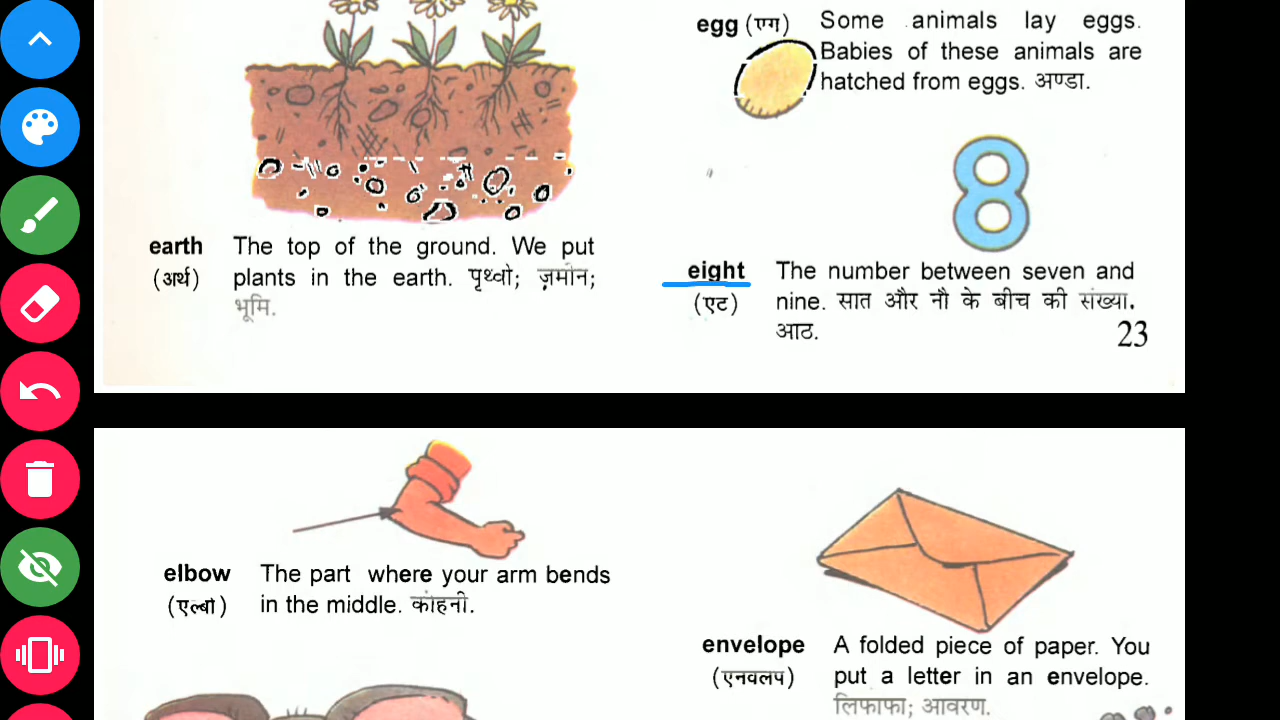 egg (एग) Some animals lay eggs.
Babies of these animals are
hatched from eggs. अण्डा.
8
earth The top of the ground. We put
(अर्थ) plants in the earth. पृथ्वी; ज़मीन;
भूमि.
eight The number between seven and
(एट) nine. सात और नौ के बीच की संख्या.
आठ.
23
elbow The part where your arm bends
(एल्बो) in the middle. कोहनी.
envelope A folded piece of paper. You
(एनवलप) put a letter in an envelope.
लिफाफा; आवरण.